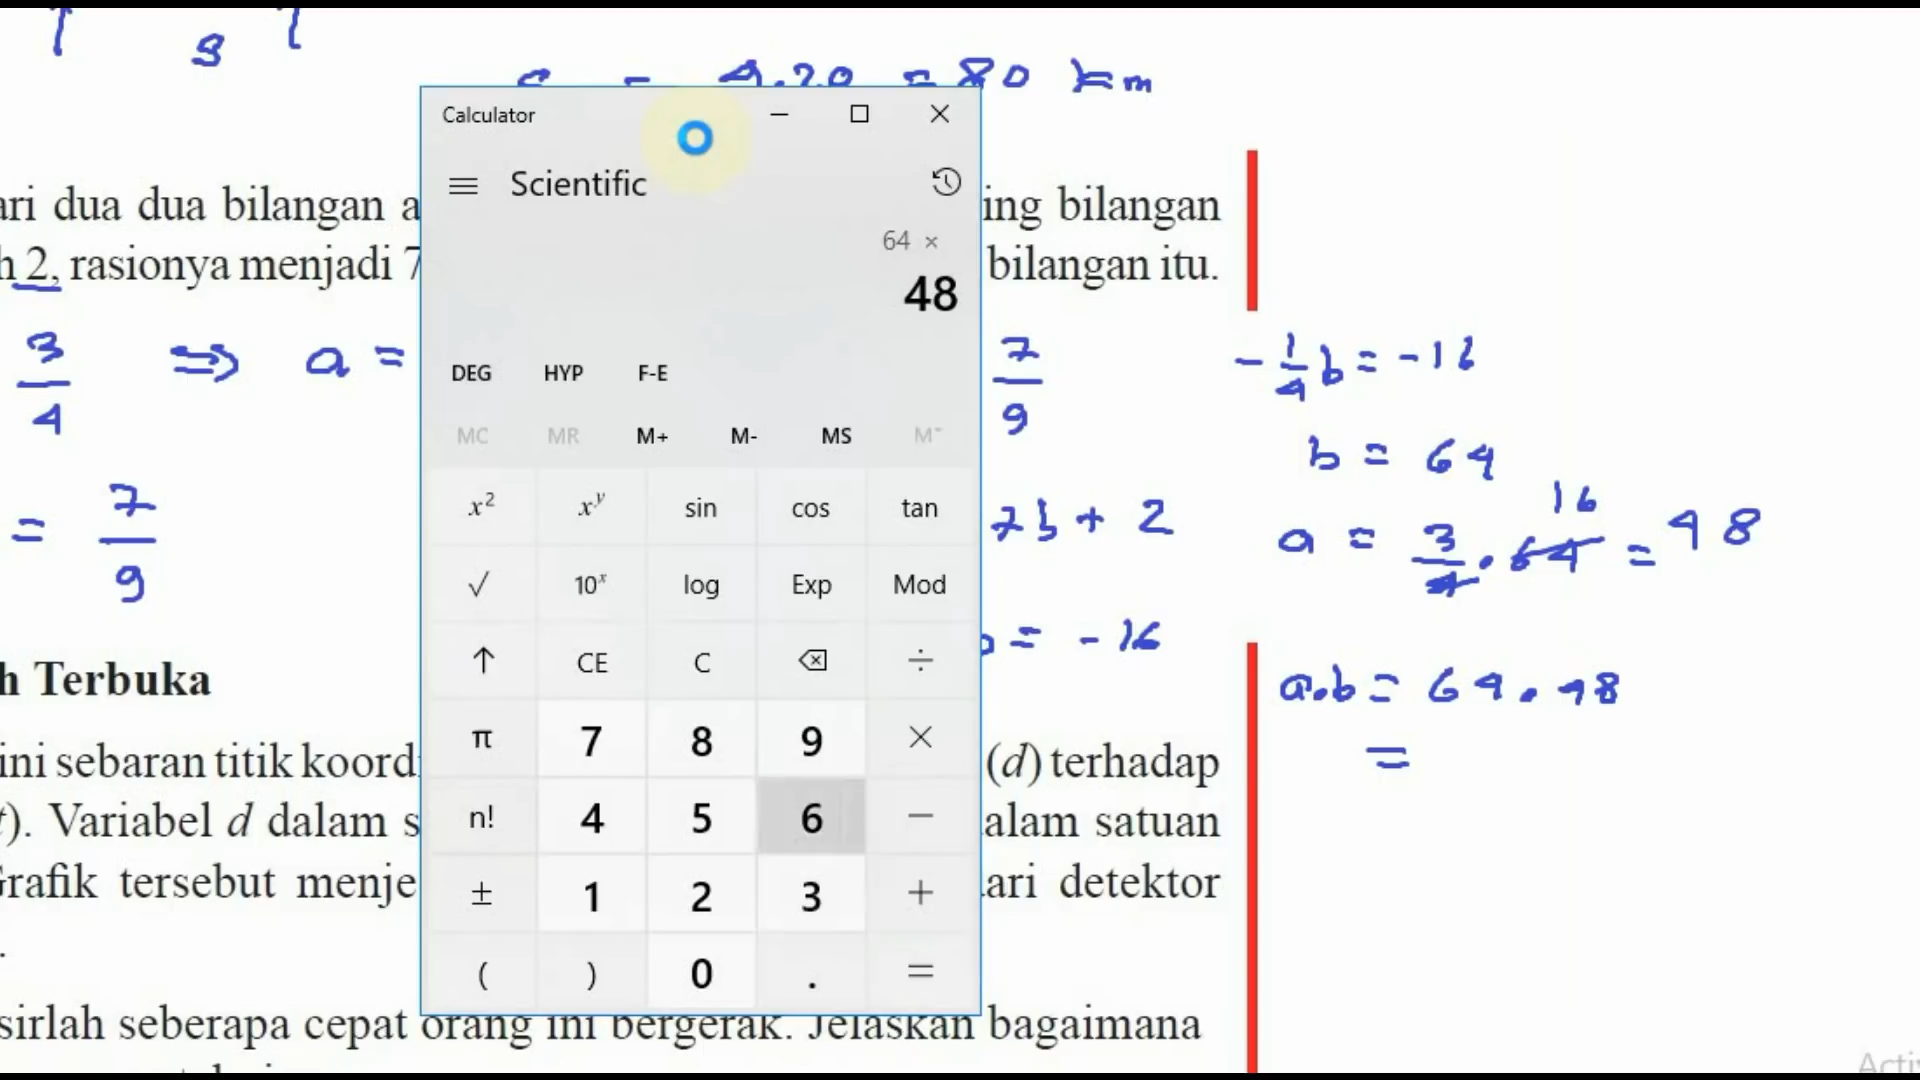 = 4.20 = 80 km
Calculator
Scientific
64 ×
48
DEG HYP F-E
MC MR M+ M- MS
x² xʸ sin cos tan
√ 10ˣ log Exp Mod
↑ CE C ÷
π 7 8 9 ×
n! 4 5 6 −
± 1 2 3 +
( ) 0 . =
dua dua bilangan a
ing bilangan
2, rasionya menjadi 7
bilangan itu.
3/4 ⇒ a =
7/9
= 7/9
7b + 2
= -16
-1/4 b = -16
b = 64
16
a = 3/4 . 64 = 48
a.b = 64.48
=
h Terbuka
ini sebaran titik koord
(d) terhadap
t). Variabel d dalam s
alam satuan
rafik tersebut menje
ari detektor
.
sirlah seberapa cepat orang ini bergerak. Jelaskan bagaimana